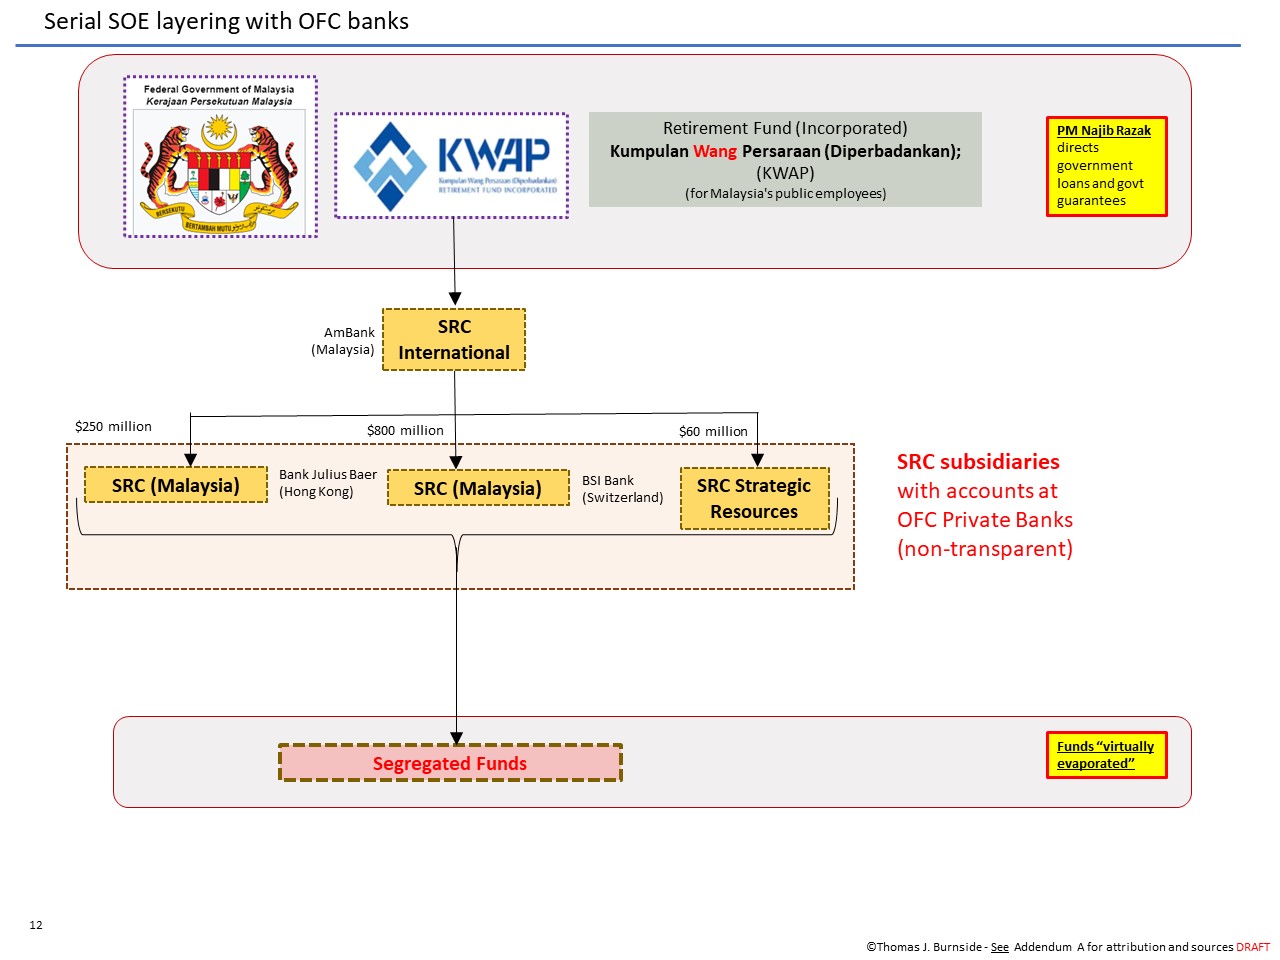 Serial SOE layering with OFC banks
Federal Government of Malaysia
Kerajaan Persekutuan Malaysia
BERSEKUTU
BERTAMBAH MUTU
KWAP
Kumpulan Wang Persaraan (Diperbadankan)
RETIREMENT FUND INCORPORATED
Retirement Fund (Incorporated)
Kumpulan Wang Persaraan (Diperbadankan);
(KWAP)
(for Malaysia's public employees)
PM Najib Razak
directs
government
loans and govt
guarantees
AmBank
(Malaysia)
SRC
International
$250 million
$800 million
$60 million
SRC (Malaysia)
Bank Julius Baer
(Hong Kong)
SRC (Malaysia)
BSI Bank
(Switzerland)
SRC Strategic
Resources
SRC subsidiaries
with accounts at
OFC Private Banks
(non-transparent)
Segregated Funds
Funds “virtually
evaporated”
12
©Thomas J. Burnside - See Addendum A for attribution and sources DRAFT